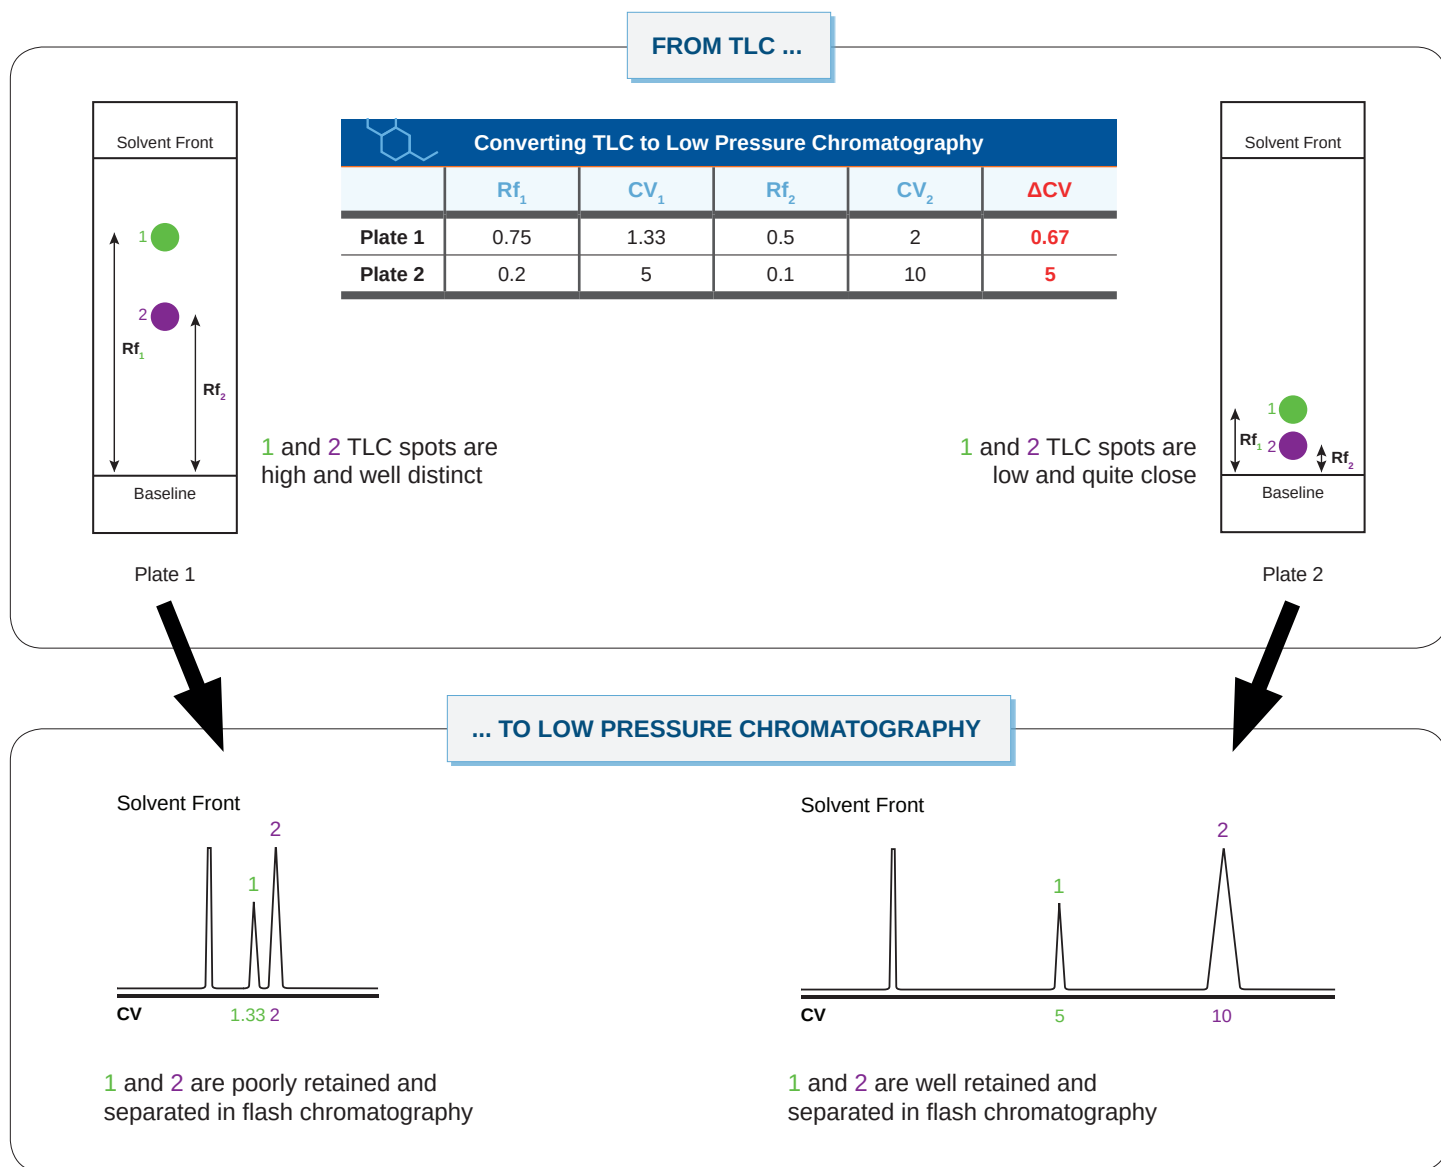 FROM TLC ...
Solvent Front
1
2
Rf1
Rf2
Baseline
Plate 1
1 and 2 TLC spots are
high and well distinct
Converting TLC to Low Pressure Chromatography
Rf1 CV1 Rf2 CV2 ΔCV
Plate 1 0.75 1.33 0.5 2 0.67
Plate 2 0.2 5 0.1 10 5
1 and 2 TLC spots are
low and quite close
Solvent Front
1
Rf1 2
Rf2
Baseline
Plate 2
... TO LOW PRESSURE CHROMATOGRAPHY
Solvent Front
2
1
CV 1.33 2
1 and 2 are poorly retained and
separated in flash chromatography
Solvent Front
2
1
CV 5 10
1 and 2 are well retained and
separated in flash chromatography